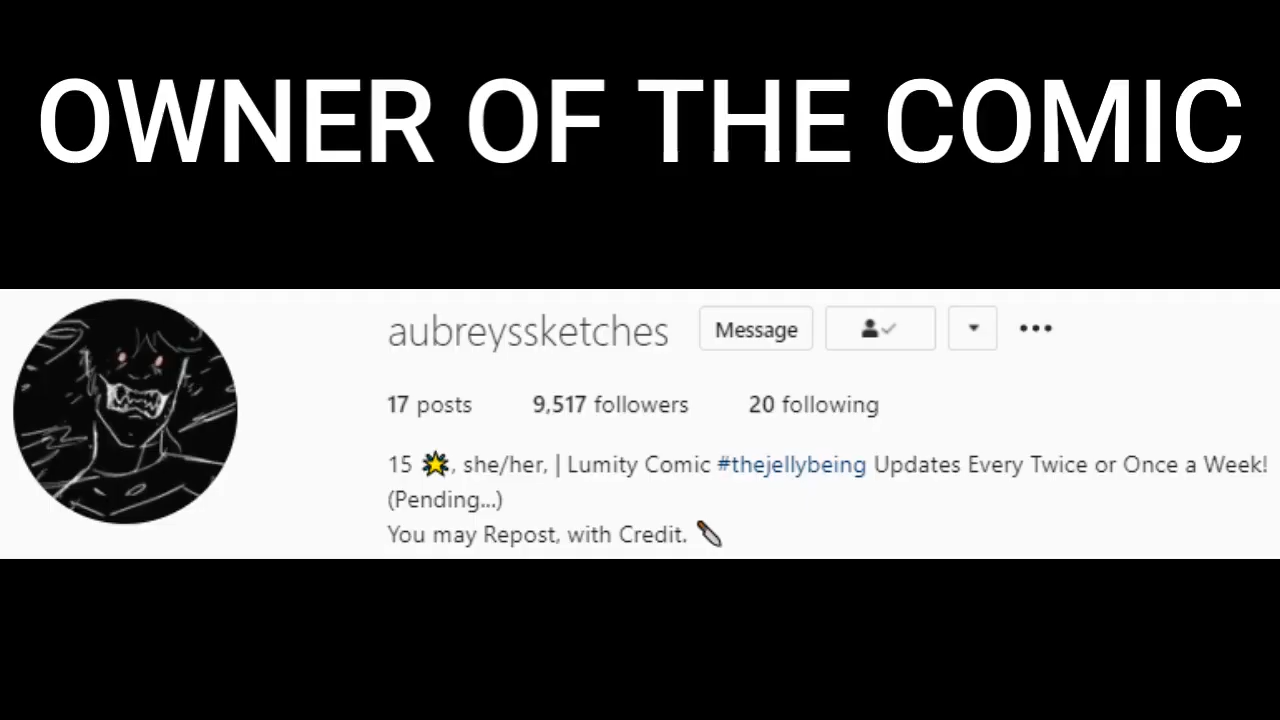 OWNER OF THE COMIC
aubreyssketches Message
17 posts 9,517 followers 20 following
15 🌟, she/her, | Lumity Comic #thejellybeing Updates Every Twice or Once a Week!
(Pending...)
You may Repost, with Credit. 🔪